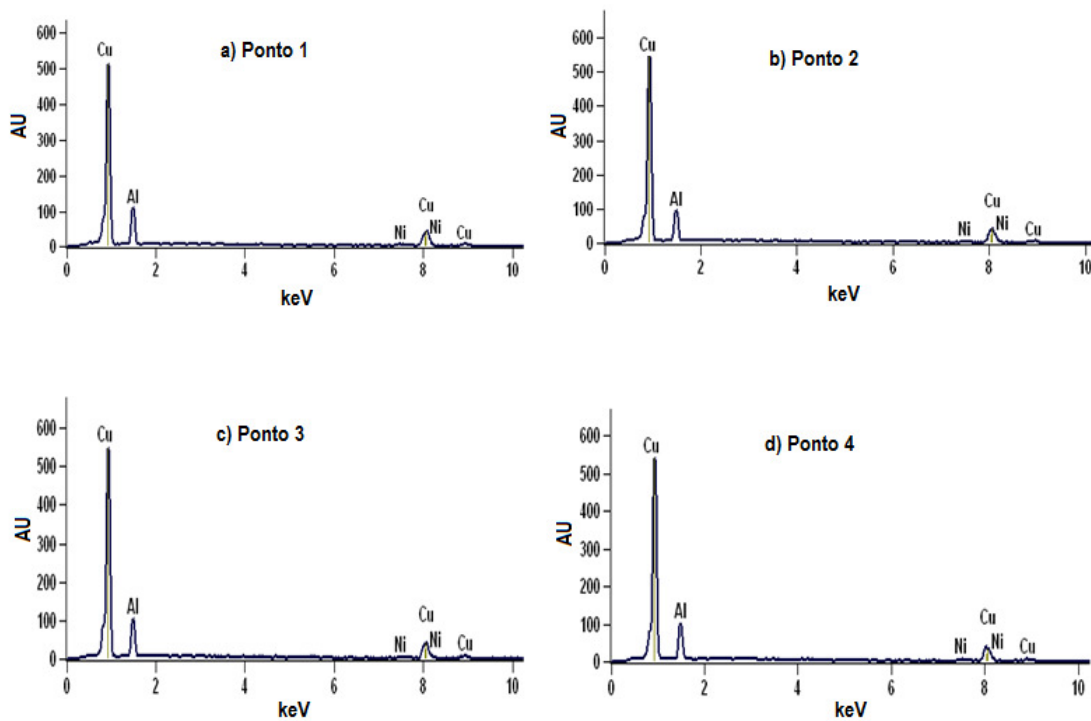 a) Ponto 1
600
500
400
300
200
100
0
AU
Cu
Al
Ni
Cu
Ni
Cu
0 2 4 6 8 10
keV
b) Ponto 2
600
500
400
300
200
100
0
AU
Cu
Al
Ni
Cu
Ni
Cu
0 2 4 6 8 10
keV
c) Ponto 3
600
500
400
300
200
100
0
AU
Cu
Al
Ni
Cu
Ni
Cu
0 2 4 6 8 10
keV
d) Ponto 4
600
500
400
300
200
100
0
AU
Cu
Al
Ni
Cu
Ni
Cu
0 2 4 6 8 10
keV